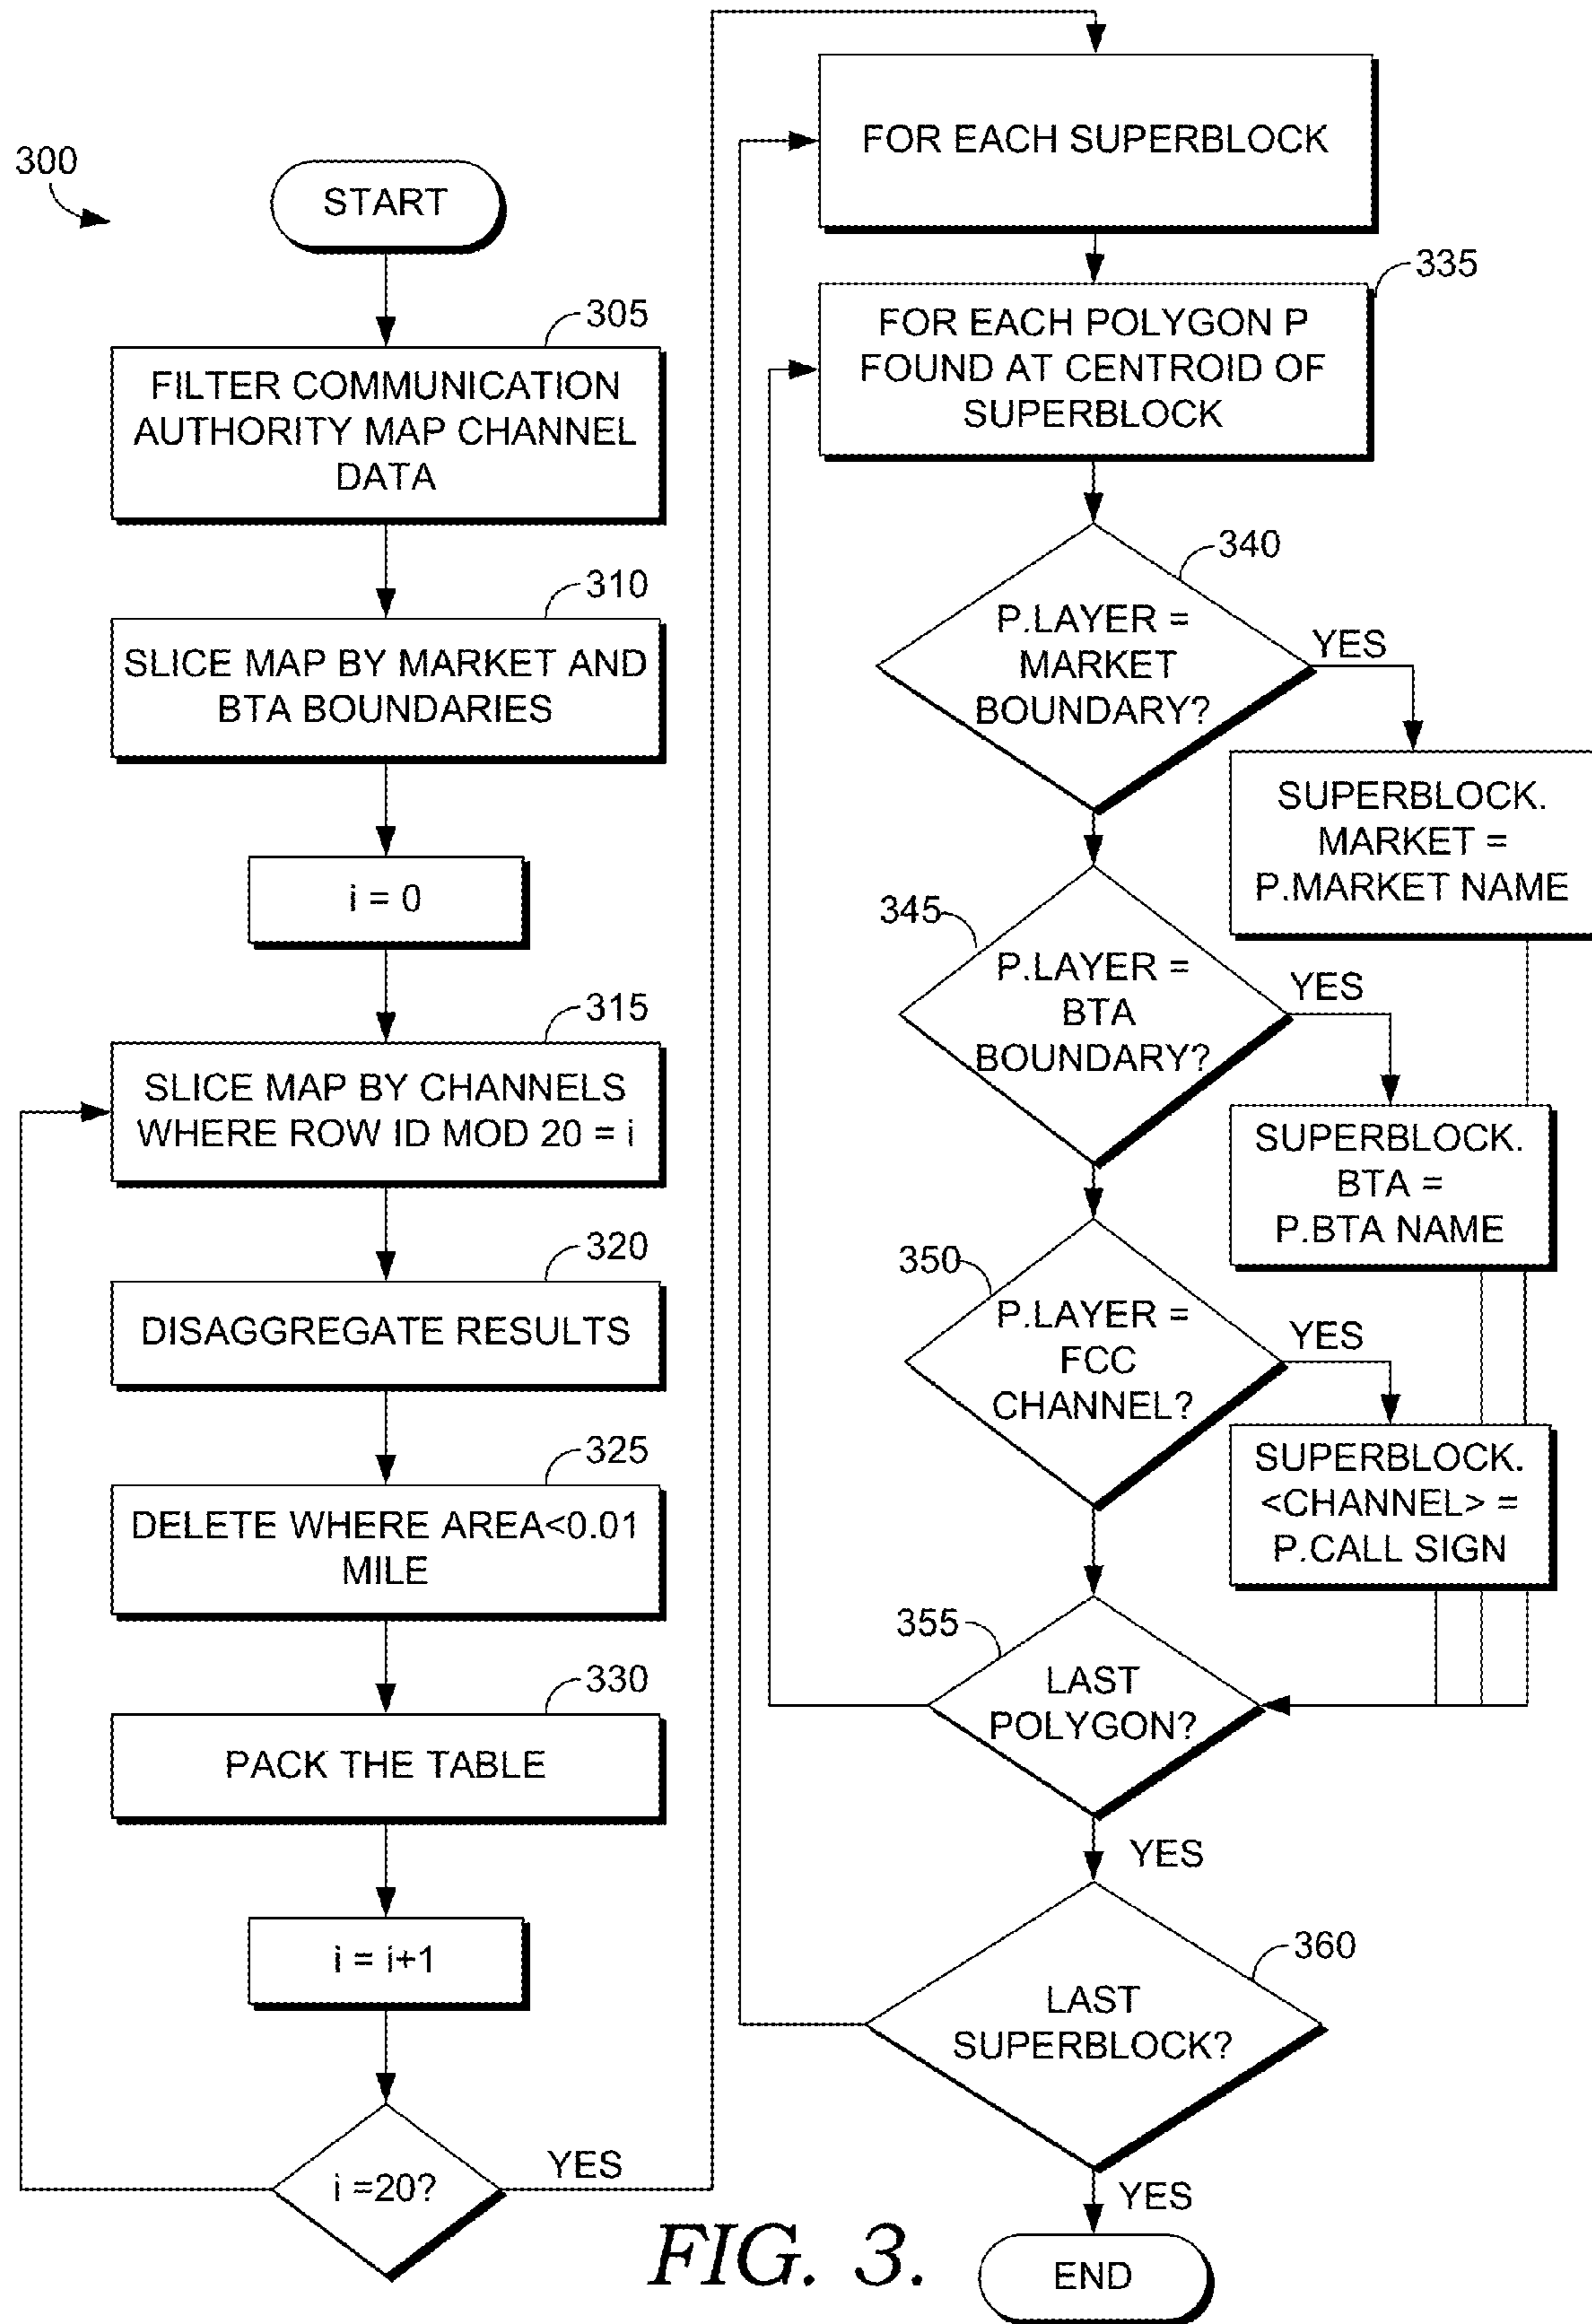 300
START
305
FILTER COMMUNICATION
AUTHORITY MAP CHANNEL
DATA
310
SLICE MAP BY MARKET AND
BTA BOUNDARIES
i = 0
315
SLICE MAP BY CHANNELS
WHERE ROW ID MOD 20 = i
320
DISAGGREGATE RESULTS
325
DELETE WHERE AREA<0.01
MILE
330
PACK THE TABLE
i = i+1
i =20?
YES
FOR EACH SUPERBLOCK
335
FOR EACH POLYGON P
FOUND AT CENTROID OF
SUPERBLOCK
340
P.LAYER =
MARKET
BOUNDARY?
YES
SUPERBLOCK.
MARKET =
P.MARKET NAME
345
P.LAYER =
BTA
BOUNDARY?
YES
SUPERBLOCK.
BTA =
P.BTA NAME
350
P.LAYER =
FCC
CHANNEL?
YES
SUPERBLOCK.
<CHANNEL> =
P.CALL SIGN
355
LAST
POLYGON?
YES
360
LAST
SUPERBLOCK?
YES
END
FIG. 3.